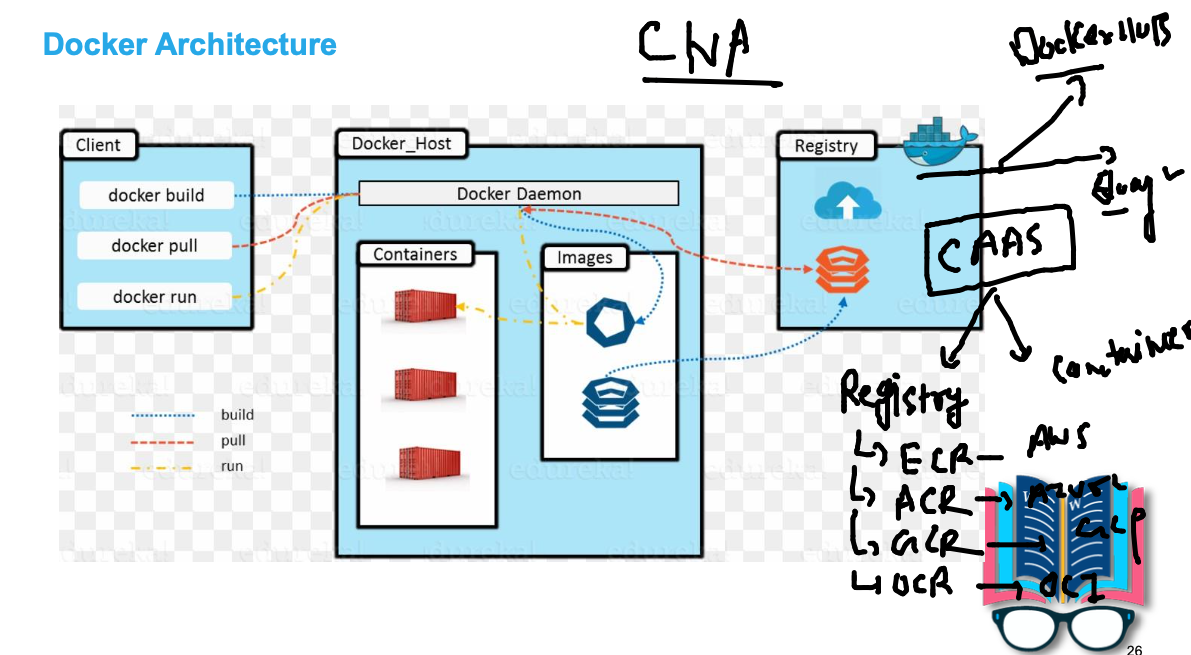 Docker Architecture
CNA
DockerHub
Client
docker build
docker pull
docker run
Docker_Host
Docker Daemon
Containers
Images
Registry
Quay
CAAS
Container
build
pull
run
Registry
ECR AWS
ACR Azure
GCR GCP
OCR OCI
W
edureka!
26